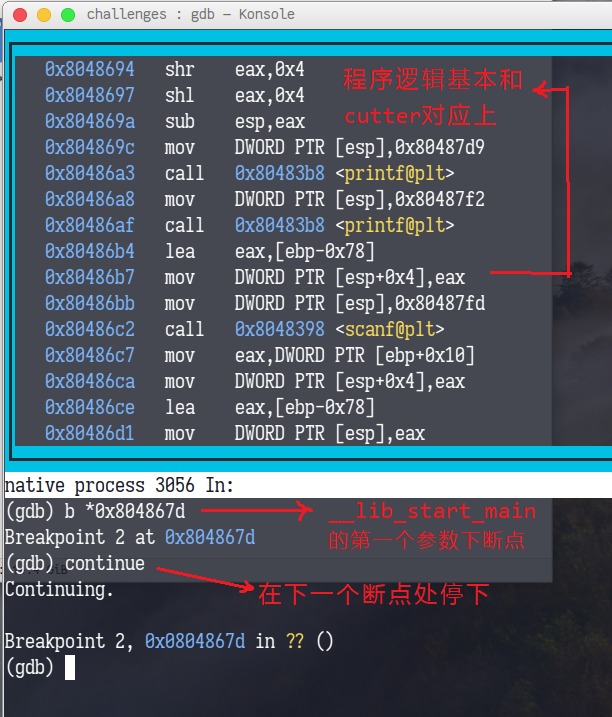 challenges : gdb — Konsole
0x8048694 shr eax,0x4
0x8048697 shl eax,0x4
0x804869a sub esp,eax
0x804869c mov DWORD PTR [esp],0x80487d9
0x80486a3 call 0x80483b8 <printf@plt>
0x80486a8 mov DWORD PTR [esp],0x80487f2
0x80486af call 0x80483b8 <printf@plt>
0x80486b4 lea eax,[ebp-0x78]
0x80486b7 mov DWORD PTR [esp+0x4],eax
0x80486bb mov DWORD PTR [esp],0x80487fd
0x80486c2 call 0x8048398 <scanf@plt>
0x80486c7 mov eax,DWORD PTR [ebp+0x10]
0x80486ca mov DWORD PTR [esp+0x4],eax
0x80486ce lea eax,[ebp-0x78]
0x80486d1 mov DWORD PTR [esp],eax
程序逻辑基本和
cutter对应上
native process 3056 In:
(gdb) b *0x804867d
__lib_start_main
的第一个参数下断点
Breakpoint 2 at 0x804867d
(gdb) continue
在下一个断点处停下
Continuing.
Breakpoint 2, 0x0804867d in ?? ()
(gdb)